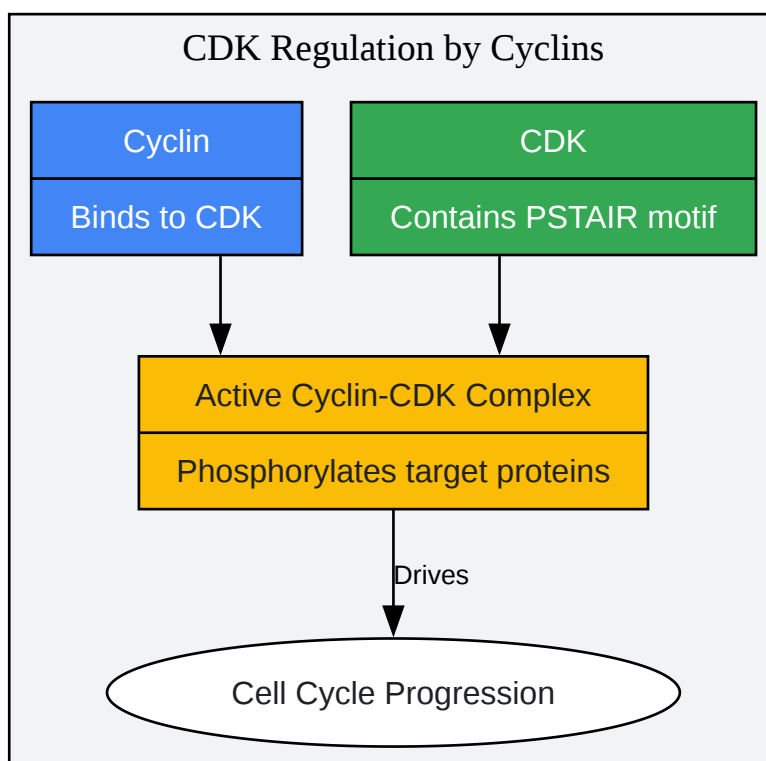 CDK Regulation by Cyclins
Cyclin
Binds to CDK
CDK
Contains PSTAIR motif
Active Cyclin-CDK Complex
Phosphorylates target proteins
Drives
Cell Cycle Progression